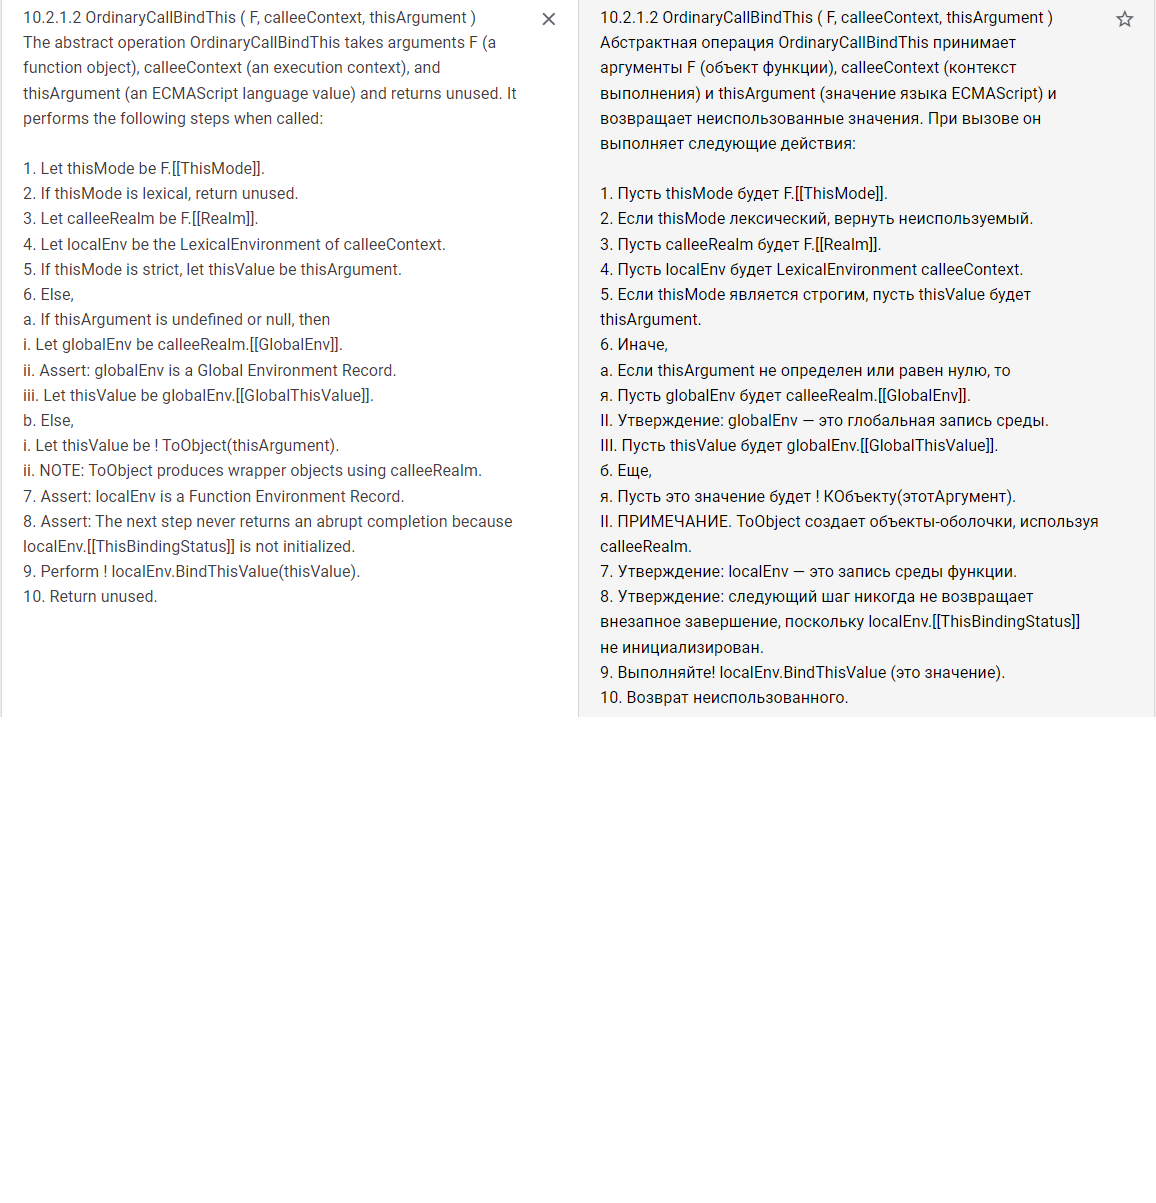 10.2.1.2 OrdinaryCallBindThis ( F, calleeContext, thisArgument )
The abstract operation OrdinaryCallBindThis takes arguments F (a
function object), calleeContext (an execution context), and
thisArgument (an ECMAScript language value) and returns unused. It
performs the following steps when called:
1. Let thisMode be F.[[ThisMode]].
2. If thisMode is lexical, return unused.
3. Let calleeRealm be F.[[Realm]].
4. Let localEnv be the LexicalEnvironment of calleeContext.
5. If thisMode is strict, let thisValue be thisArgument.
6. Else,
a. If thisArgument is undefined or null, then
i. Let globalEnv be calleeRealm.[[GlobalEnv]].
ii. Assert: globalEnv is a Global Environment Record.
iii. Let thisValue be globalEnv.[[GlobalThisValue]].
b. Else,
i. Let thisValue be ! ToObject(thisArgument).
ii. NOTE: ToObject produces wrapper objects using calleeRealm.
7. Assert: localEnv is a Function Environment Record.
8. Assert: The next step never returns an abrupt completion because
localEnv.[[ThisBindingStatus]] is not initialized.
9. Perform ! localEnv.BindThisValue(thisValue).
10. Return unused.
10.2.1.2 OrdinaryCallBindThis ( F, calleeContext, thisArgument )
Абстрактная операция OrdinaryCallBindThis принимает
аргументы F (объект функции), calleeContext (контекст
выполнения) и thisArgument (значение языка ECMAScript) и
возвращает неиспользованные значения. При вызове он
выполняет следующие действия:
1. Пусть thisMode будет F.[[ThisMode]].
2. Если thisMode лексический, вернуть неиспользуемый.
3. Пусть calleeRealm будет F.[[Realm]].
4. Пусть localEnv будет LexicalEnvironment calleeContext.
5. Если thisMode является строгим, пусть thisValue будет
thisArgument.
6. Иначе,
а. Если thisArgument не определен или равен нулю, то
я. Пусть globalEnv будет calleeRealm.[[GlobalEnv]].
II. Утверждение: globalEnv — это глобальная запись среды.
III. Пусть thisValue будет globalEnv.[[GlobalThisValue]].
б. Еще,
я. Пусть это значение будет ! КОбъекту(этотАргумент).
II. ПРИМЕЧАНИЕ. ToObject создает объекты-оболочки, используя
calleeRealm.
7. Утверждение: localEnv — это запись среды функции.
8. Утверждение: следующий шаг никогда не возвращает
внезапное завершение, поскольку localEnv.[[ThisBindingStatus]]
не инициализирован.
9. Выполняйте! localEnv.BindThisValue (это значение).
10. Возврат неиспользованного.